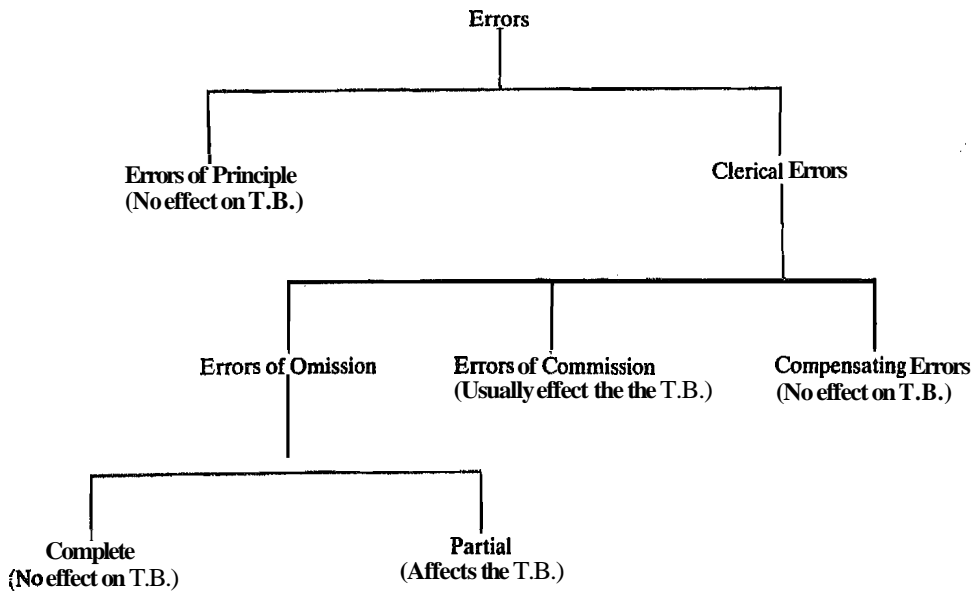 Errors
Errors of Principle
(No effect on T.B.)
Clerical Errors
Errors of Omission
Errors of Commission
(Usually effect the the T.B.)
Compensating Errors
(No effect on T.B.)
Complete
(No effect on T.B.)
Partial
(Affects the T.B.)